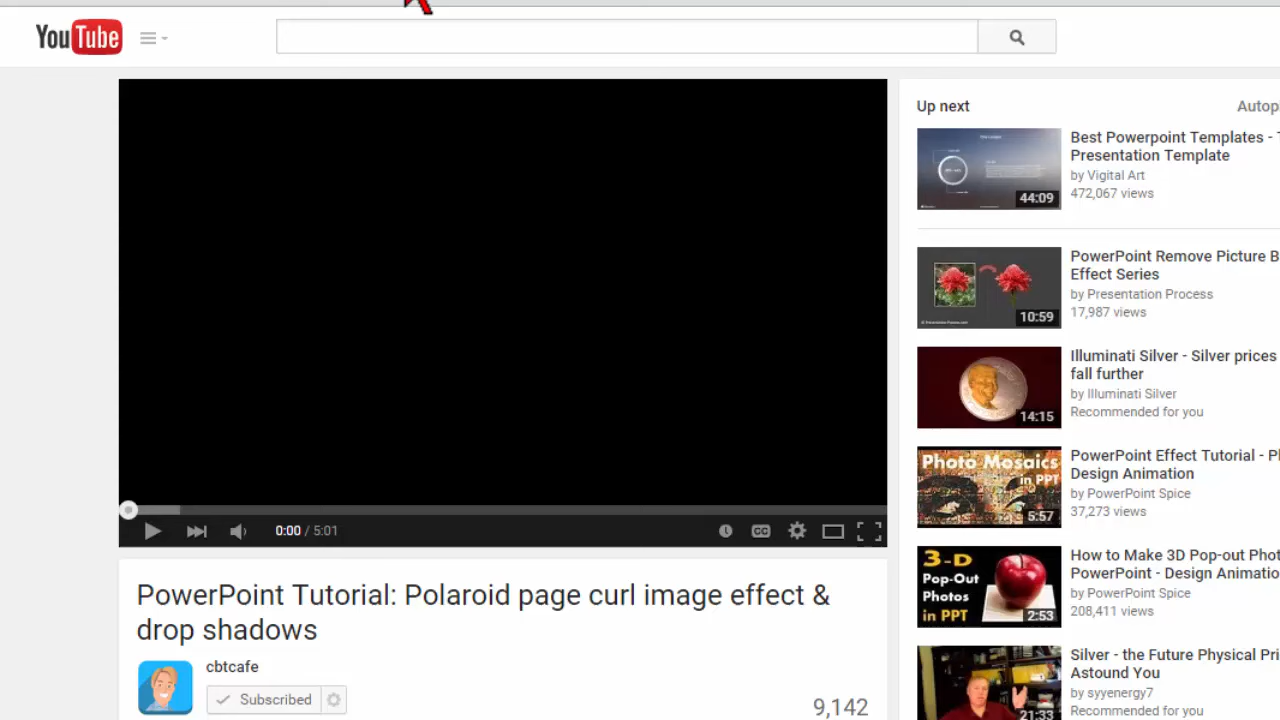 YouTube
0:00 / 5:01
CC
PowerPoint Tutorial: Polaroid page curl image effect &
drop shadows
cbtcafe
Subscribed
9,142
Up next
Autop
44:09
Best Powerpoint Templates -
Presentation Template
by Vigital Art
472,067 views
10:59
PowerPoint Remove Picture B
Effect Series
by Presentation Process
17,987 views
14:15
Illuminati Silver - Silver prices
fall further
by Illuminati Silver
Recommended for you
Photo Mosaics
in PPT
5:57
PowerPoint Effect Tutorial - Pl
Design Animation
by PowerPoint Spice
37,273 views
3-D
Pop-Out
Photos
in PPT
2:53
How to Make 3D Pop-out Phot
PowerPoint - Design Animatio
by PowerPoint Spice
208,411 views
21:33
Silver - the Future Physical Pri
Astound You
by syyenergy7
Recommended for you